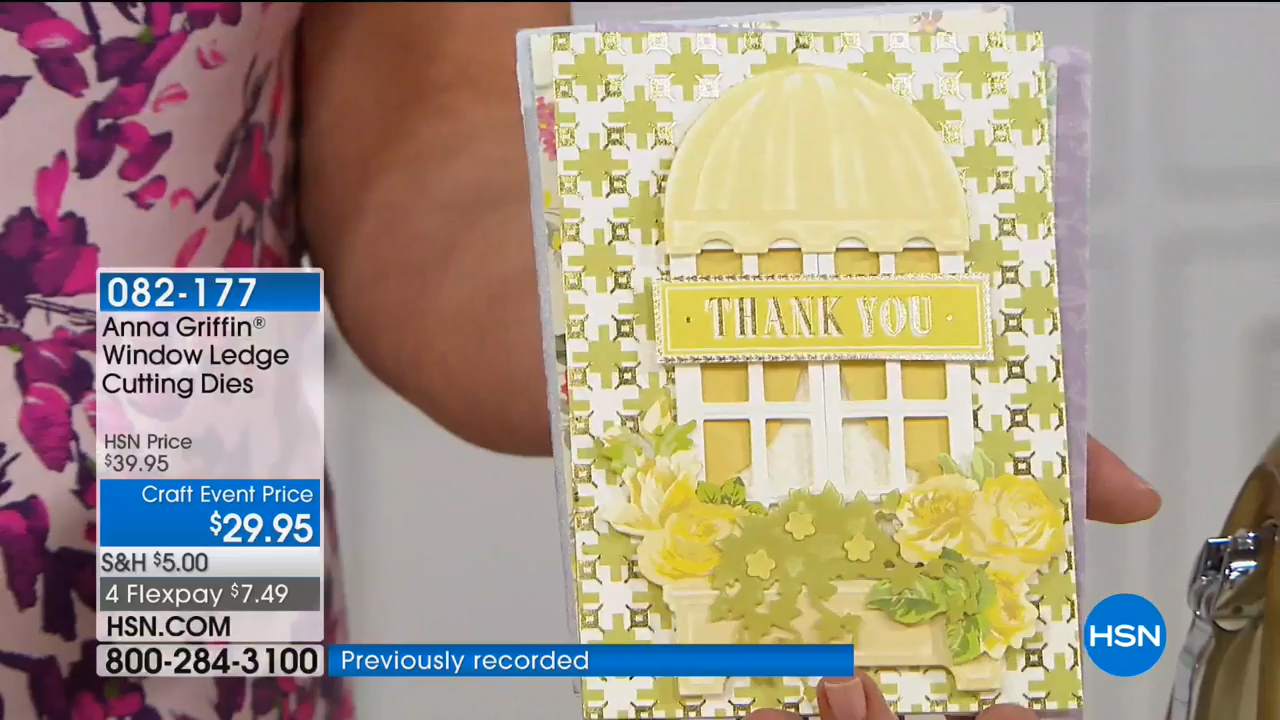 082-177
Anna Griffin®
Window Ledge
Cutting Dies
HSN Price
$39.95
Craft Event Price
$29.95
S&H $5.00
4 Flexpay $7.49
HSN.COM
800-284-3100
Previously recorded
THANK YOU
HSN